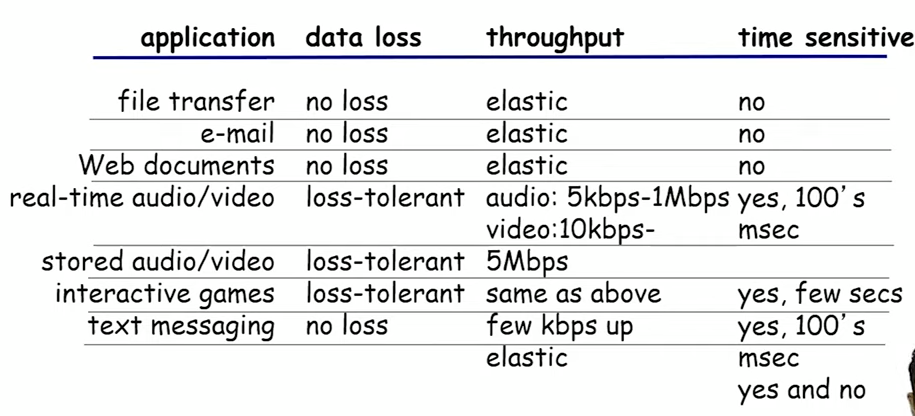 application data loss throughput time sensitive
file transfer no loss elastic no
e-mail no loss elastic no
Web documents no loss elastic no
real-time audio/video loss-tolerant audio: 5kbps-1Mbps yes, 100's
video:10kbps- msec
stored audio/video loss-tolerant 5Mbps
interactive games loss-tolerant same as above yes, few secs
text messaging no loss few kbps up yes, 100's
elastic msec
yes and no